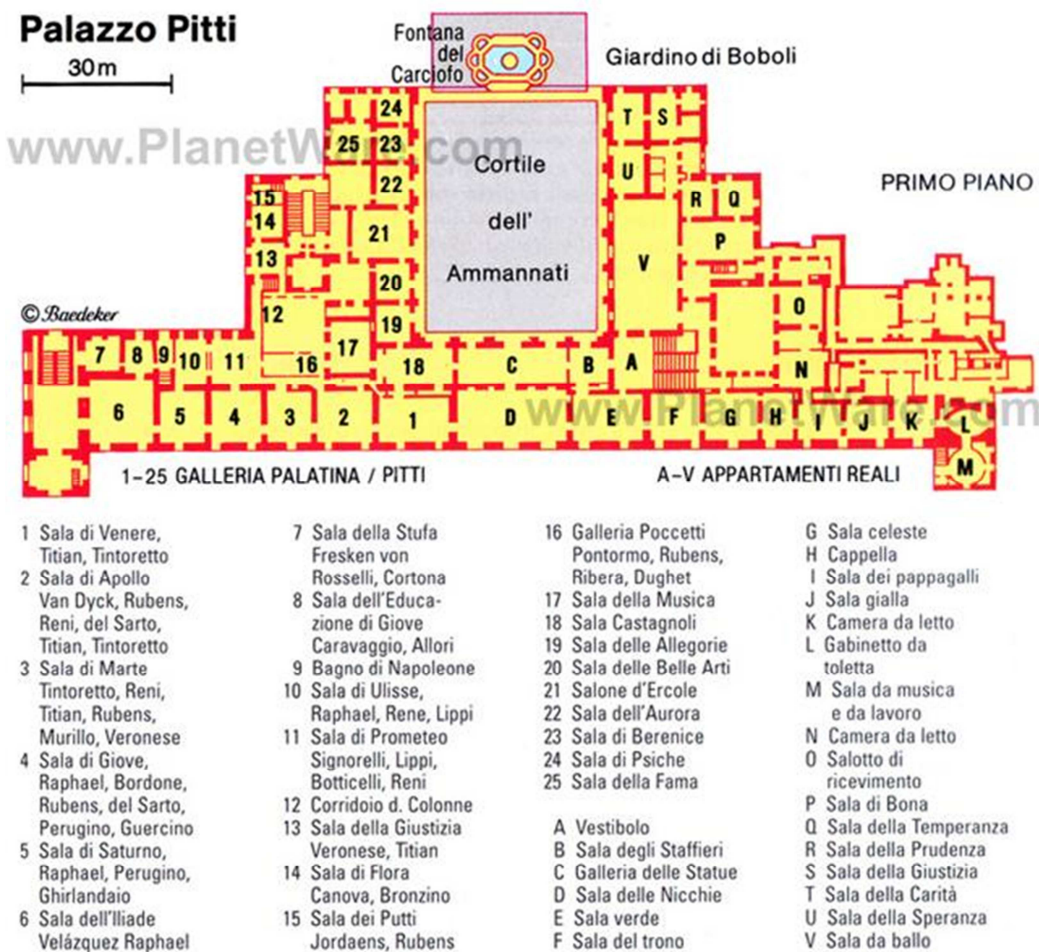 Palazzo Pitti
30m
Fontana
del
Carciofo
Giardino di Boboli
www.PlanetWare.com
PRIMO PIANO
Cortile
dell'
Ammannati
© Baedeker
24
25
23
22
21
20
19
15
14
13
12
T
S
U
R
Q
P
V
O
7
8
9
10
11
16
17
18
C
B
A
N
6
5
4
3
2
1
D
E
F
G
H
I
J
K
L
M
www.PlanetWare.com
1-25 GALLERIA PALATINA / PITTI
A-V APPARTAMENTI REALI
1 Sala di Venere,
Titian, Tintoretto
2 Sala di Apollo
Van Dyck, Rubens,
Reni, del Sarto,
Titian, Tintoretto
3 Sala di Marte
Tintoretto, Reni,
Titian, Rubens,
Murillo, Veronese
4 Sala di Giove,
Raphael, Bordone,
Rubens, del Sarto,
Perugino, Guercino
5 Sala di Saturno,
Raphael, Perugino,
Ghirlandaio
6 Sala dell'Iliade
Velázquez Raphael
7 Sala della Stufa
Fresken von
Rosselli, Cortona
8 Sala dell'Educa-
zione di Giove
Caravaggio, Allori
9 Bagno di Napoleone
10 Sala di Ulisse,
Raphael, Rene, Lippi
11 Sala di Prometeo
Signorelli, Lippi,
Botticelli, Reni
12 Corridoio d. Colonne
13 Sala della Giustizia
Veronese, Titian
14 Sala di Flora
Canova, Bronzino
15 Sala dei Putti
Jordaens, Rubens
16 Galleria Poccetti
Pontormo, Rubens,
Ribera, Dughet
17 Sala della Musica
18 Sala Castagnoli
19 Sala delle Allegorie
20 Sala delle Belle Arti
21 Salone d'Ercole
22 Sala dell'Aurora
23 Sala di Berenice
24 Sala di Psiche
25 Sala della Fama
A Vestibolo
B Sala degli Staffieri
C Galleria delle Statue
D Sala delle Nicchie
E Sala verde
F Sala del trono
G Sala celeste
H Cappella
I Sala dei pappagalli
J Sala gialla
K Camera da letto
L Gabinetto da
toletta
M Sala da musica
e da lavoro
N Camera da letto
O Salotto di
ricevimento
P Sala di Bona
Q Sala della Temperanza
R Sala della Prudenza
S Sala della Giustizia
T Sala della Carità
U Sala della Speranza
V Sala da ballo